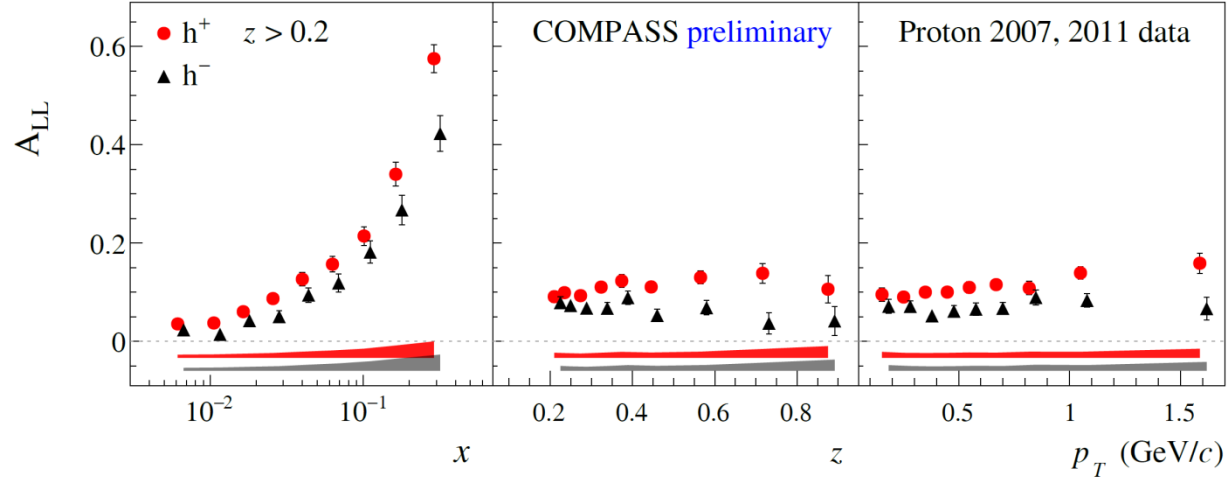 h⁺ z > 0.2
h⁻
COMPASS preliminary
Proton 2007, 2011 data
A_LL
0.6
0.4
0.2
0
10⁻² 10⁻¹
x
0.2 0.4 0.6 0.8
z
0.5 1 1.5
p_T (GeV/c)